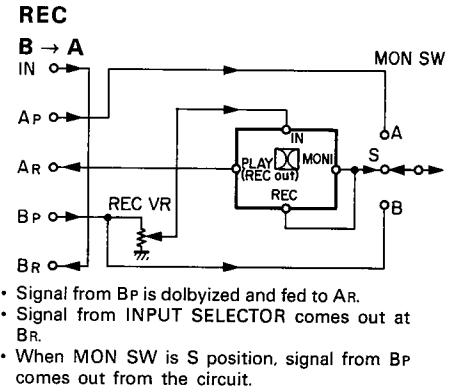 REC
B → A
IN
MON SW
AP
A
IN
S
AR
PLAY
MONI
(REC out)
REC
REC VR
BP
B
BR
• Signal from BP is dolbyized and fed to AR.
• Signal from INPUT SELECTOR comes out at
BR.
• When MON SW is S position, signal from BP
comes out from the circuit.